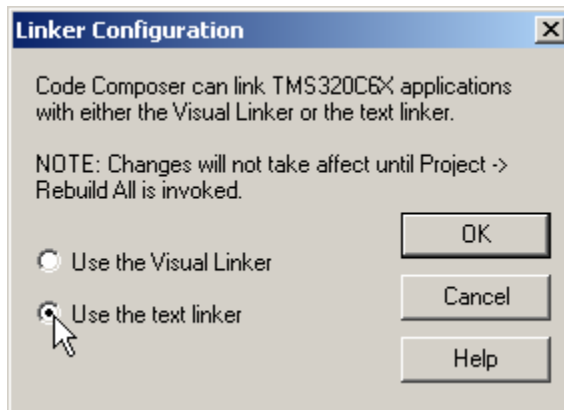 Linker Configuration
Code Composer can link TMS320C6X applications
with either the Visual Linker or the text linker.
NOTE: Changes will not take affect until Project ->
Rebuild All is invoked.
OK
Use the Visual Linker
Cancel
Use the text linker
Help